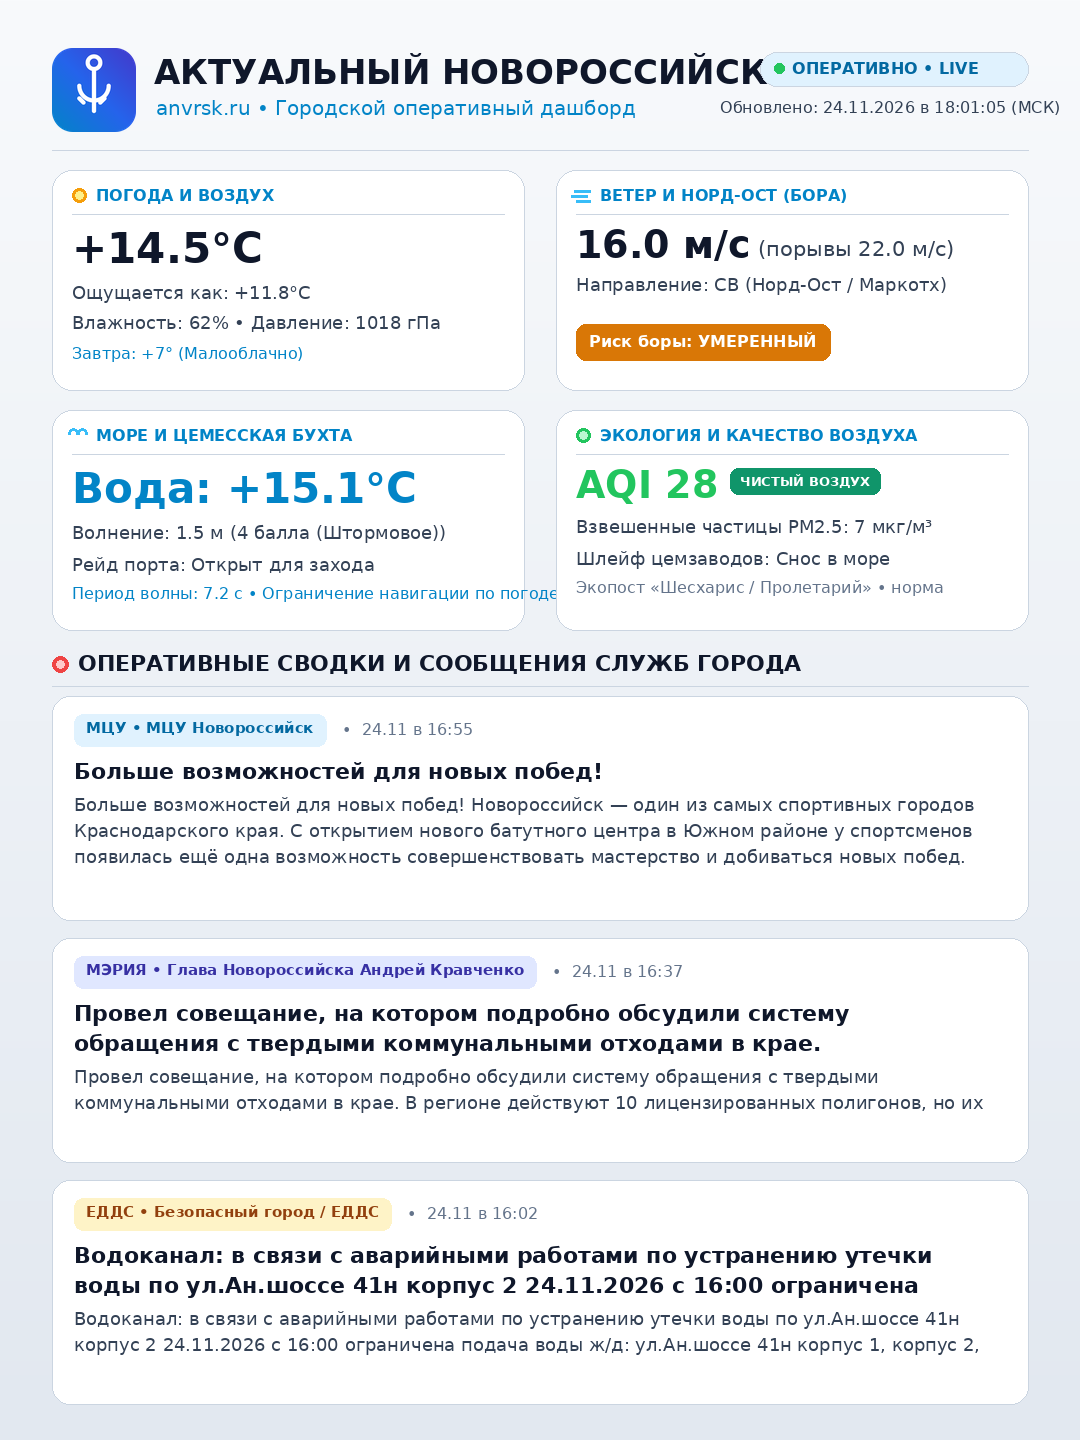 АКТУАЛЬНЫЙ НОВОРОССИЙСК
ОПЕРАТИВНО • LIVE
anvrsk.ru • Городской оперативный дашборд
Обновлено: 24.11.2026 в 18:01:05 (МСК)
ПОГОДА И ВОЗДУХ
+14.5°C
Ощущается как: +11.8°C
Влажность: 62% • Давление: 1018 гПа
Завтра: +7° (Малооблачно)
ВЕТЕР И НОРД-ОСТ (БОРА)
16.0 м/с (порывы 22.0 м/с)
Направление: СВ (Норд-Ост / Маркотх)
Риск боры: УМЕРЕННЫЙ
МОРЕ И ЦЕМЕССКАЯ БУХТА
Вода: +15.1°C
Волнение: 1.5 м (4 балла (Штормовое))
Рейд порта: Открыт для захода
Период волны: 7.2 с • Ограничение навигации по погоде
ЭКОЛОГИЯ И КАЧЕСТВО ВОЗДУХА
AQI 28 ЧИСТЫЙ ВОЗДУХ
Взвешенные частицы PM2.5: 7 мкг/м³
Шлейф цемзаводов: Снос в море
Экопост «Шесхарис / Пролетарий» • норма
ОПЕРАТИВНЫЕ СВОДКИ И СООБЩЕНИЯ СЛУЖБ ГОРОДА
МЦУ • МЦУ Новороссийск • 24.11 в 16:55
Больше возможностей для новых побед!
Больше возможностей для новых побед! Новороссийск — один из самых спортивных городов
Краснодарского края. С открытием нового батутного центра в Южном районе у спортсменов
появилась ещё одна возможность совершенствовать мастерство и добиваться новых побед.
МЭРИЯ • Глава Новороссийска Андрей Кравченко • 24.11 в 16:37
Провел совещание, на котором подробно обсудили систему
обращения с твердыми коммунальными отходами в крае.
Провел совещание, на котором подробно обсудили систему обращения с твердыми
коммунальными отходами в крае. В регионе действуют 10 лицензированных полигонов, но их
ЕДДС • Безопасный город / ЕДДС • 24.11 в 16:02
Водоканал: в связи с аварийными работами по устранению утечки
воды по ул.Ан.шоссе 41н корпус 2 24.11.2026 с 16:00 ограничена
Водоканал: в связи с аварийными работами по устранению утечки воды по ул.Ан.шоссе 41н
корпус 2 24.11.2026 с 16:00 ограничена подача воды ж/д: ул.Ан.шоссе 41н корпус 1, корпус 2,